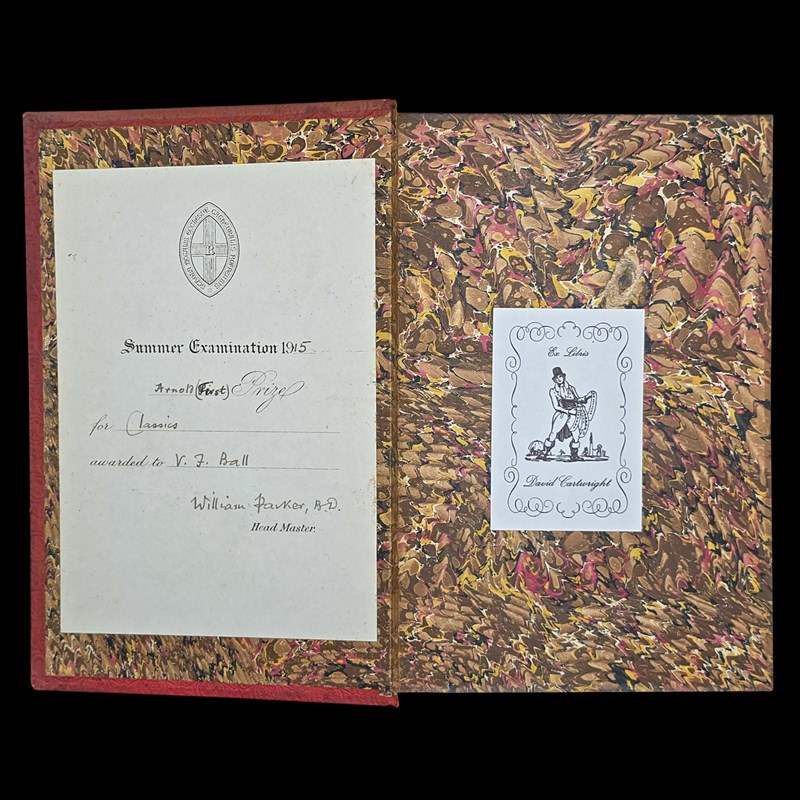 Summer Examination 1915
Arnold (First) Prize
for Classics
awarded to V. J. Ball
William Parker, B.D.
Head Master.
Ex Libris
David Cartwright